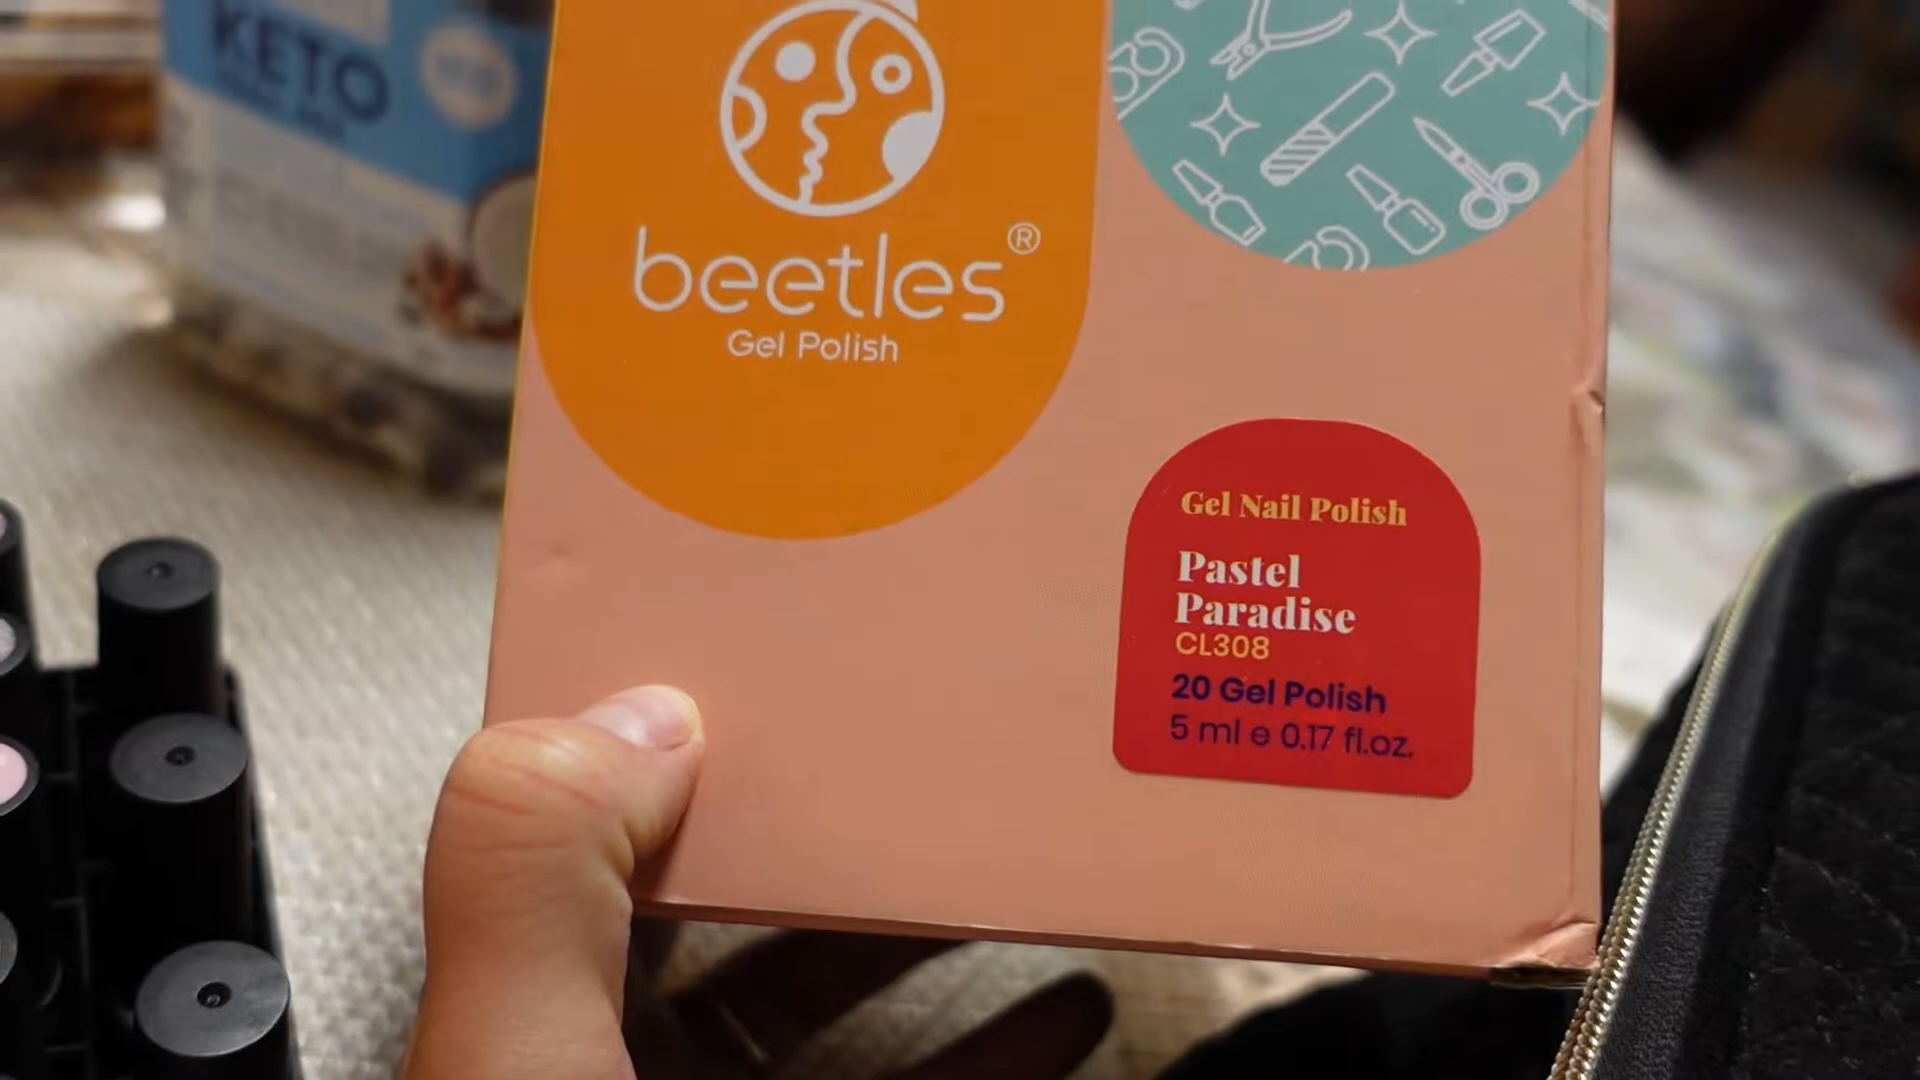 KETO
beetles®
Gel Polish
Gel Nail Polish
Pastel
Paradise
CL308
20 Gel Polish
5 ml e 0.17 fl.oz.